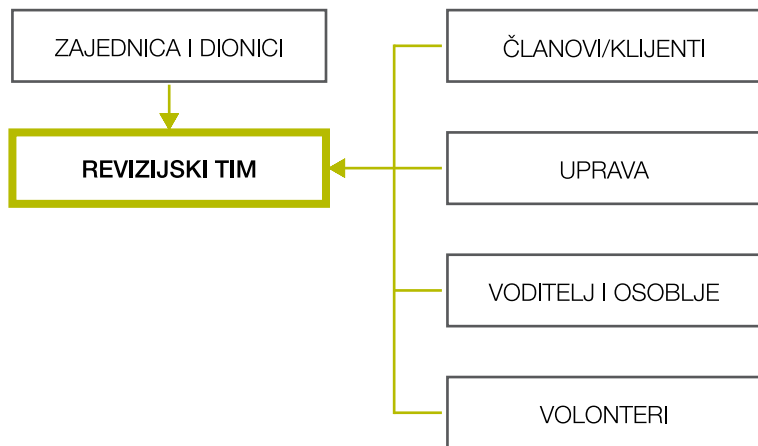 ZAJEDNICA I DIONICI
ČLANOVI/KLIJENTI
REVIZIJSKI TIM
UPRAVA
VODITELJ I OSOBLJE
VOLONTERI